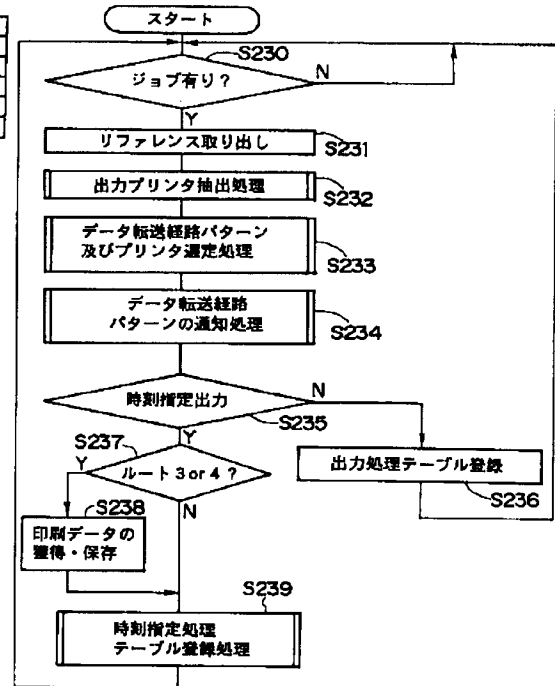 スタート
S230
ジョブ有り?
N
Y
リファレンス取り出し
S231
出力プリンタ抽出処理
S232
データ転送経路パターン
及びプリンタ選定処理
S233
データ転送経路
パターンの通知処理
S234
時刻指定出力
N
S235
Y
S237
ルート3or4?
Y
N
出力処理テーブル登録
S236
S238
印刷データの
獲得・保存
S239
時刻指定処理
テーブル登録処理